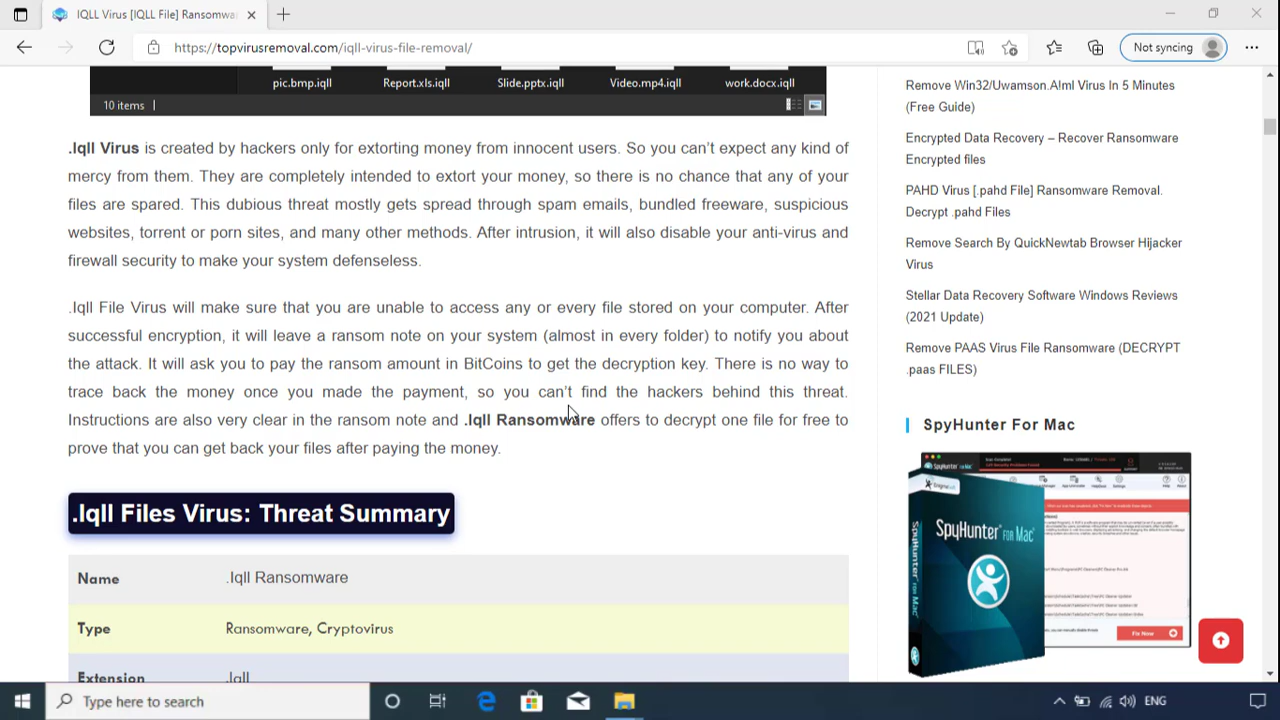 IQLL Virus [IQLL File] Ransomwa
https://topvirusremoval.com/iqll-virus-file-removal/
Not syncing
pic.bmp.iqll Report.xls.iqll Slide.pptx.iqll Video.mp4.iqll work.docx.iqll
10 items
.Iqll Virus is created by hackers only for extorting money from innocent users. So you can’t expect any kind of
mercy from them. They are completely intended to extort your money, so there is no chance that any of your
files are spared. This dubious threat mostly gets spread through spam emails, bundled freeware, suspicious
websites, torrent or porn sites, and many other methods. After intrusion, it will also disable your anti-virus and
firewall security to make your system defenseless.
.Iqll File Virus will make sure that you are unable to access any or every file stored on your computer. After
successful encryption, it will leave a ransom note on your system (almost in every folder) to notify you about
the attack. It will ask you to pay the ransom amount in BitCoins to get the decryption key. There is no way to
trace back the money once you made the payment, so you can’t find the hackers behind this threat.
Instructions are also very clear in the ransom note and .Iqll Ransomware offers to decrypt one file for free to
prove that you can get back your files after paying the money.
.Iqll Files Virus: Threat Summary
Name .Iqll Ransomware
Type Ransomware, Cryptovirus
Extension .Iqll
Remove Win32/Uwamson.A!ml Virus In 5 Minutes
(Free Guide)
Encrypted Data Recovery – Recover Ransomware
Encrypted files
PAHD Virus [.pahd File] Ransomware Removal.
Decrypt .pahd Files
Remove Search By QuickNewtab Browser Hijacker
Virus
Stellar Data Recovery Software Windows Reviews
(2021 Update)
Remove PAAS Virus File Ransomware (DECRYPT
.paas FILES)
SpyHunter For Mac
SpyHunter FOR Mac
SpyHunter FOR Mac
Fix Now
Type here to search
ENG